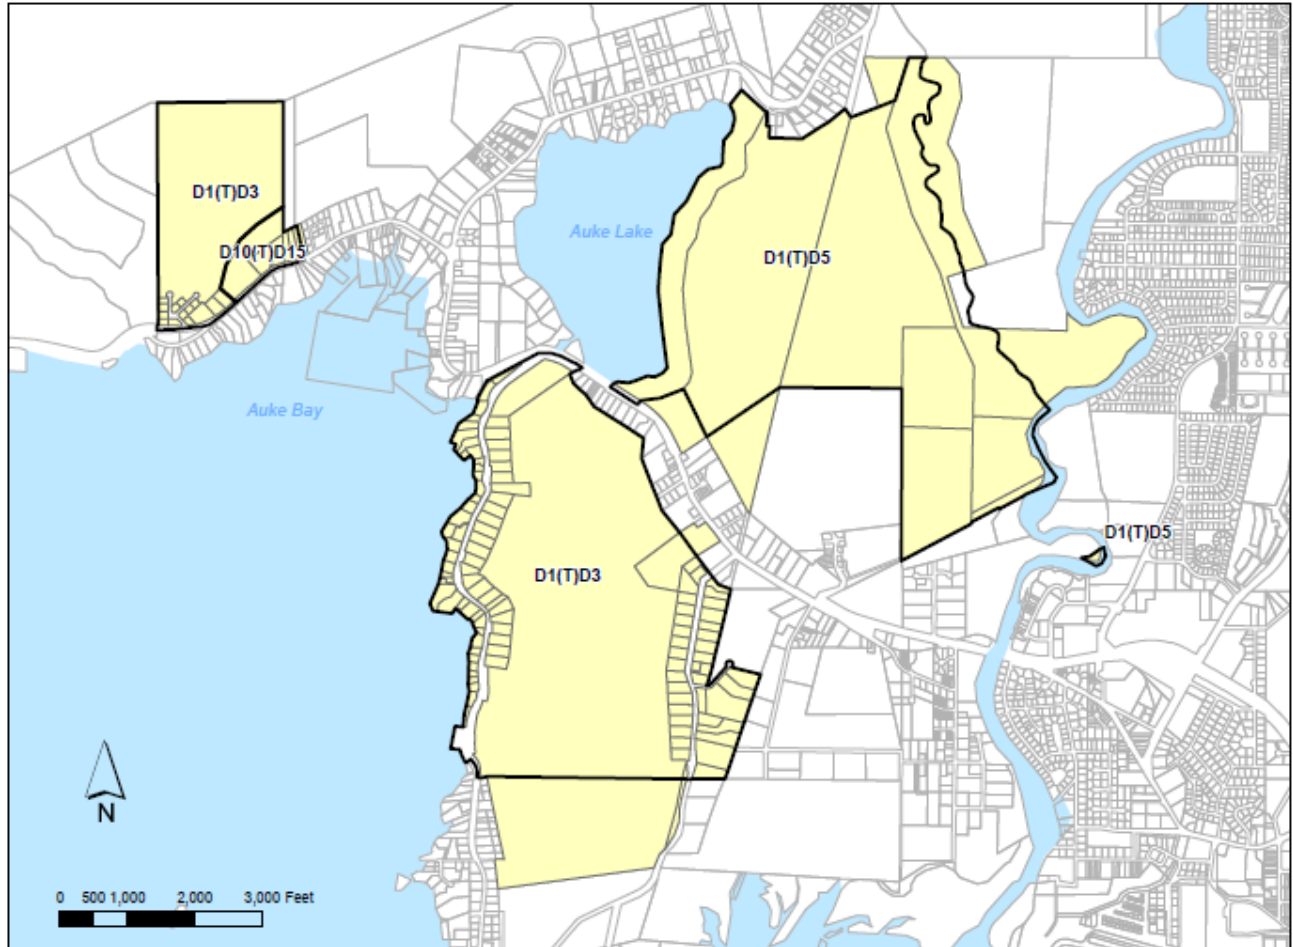 D1(T)D3
D10(T)D15
Auke Lake
D1(T)D5
Auke Bay
D1(T)D5
D1(T)D3
N
0 500 1,000 2,000 3,000 Feet